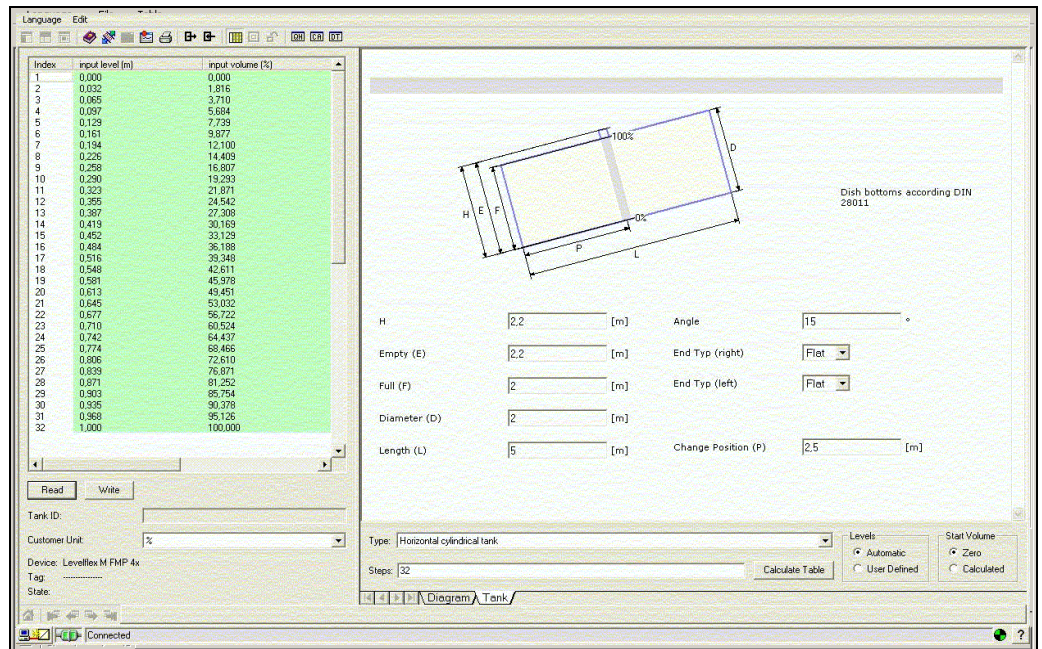 Language Edit
QH CA DT
Index input level (m) input volume (%)
1 0,000 0,000
2 0,032 1,816
3 0,065 3,710
4 0,097 5,684
5 0,129 7,739
6 0,161 9,877
7 0,194 12,100
8 0,226 14,409
9 0,258 16,807
10 0,290 19,293
11 0,323 21,871
12 0,355 24,542
13 0,387 27,308
14 0,419 30,169
15 0,452 33,129
16 0,484 36,188
17 0,516 39,348
18 0,548 42,611
19 0,581 45,978
20 0,613 49,451
21 0,645 53,032
22 0,677 56,722
23 0,710 60,524
24 0,742 64,437
25 0,774 68,466
26 0,806 72,610
27 0,839 76,871
28 0,871 81,252
29 0,903 85,754
30 0,935 90,378
31 0,968 95,126
32 1,000 100,000
Read Write
Tank ID:
Customer Unit: %
Device: Levelflex M FMP 4x
Tag: ---------------
State:
100%
D
H E F
0%
P
L
Dish bottoms according DIN
28011
H 2,2 [m] Angle 15 °
Empty (E) 2,2 [m] End Typ (right) Flat
Full (F) 2 [m] End Typ (left) Flat
Diameter (D) 2 [m]
Length (L) 5 [m] Change Position (P) 2,5 [m]
Type: Horizontal cylindrical tank
Steps: 32 Calculate Table
Levels
Automatic
User Defined
Start Volume
Zero
Calculated
Diagram Tank
Connected